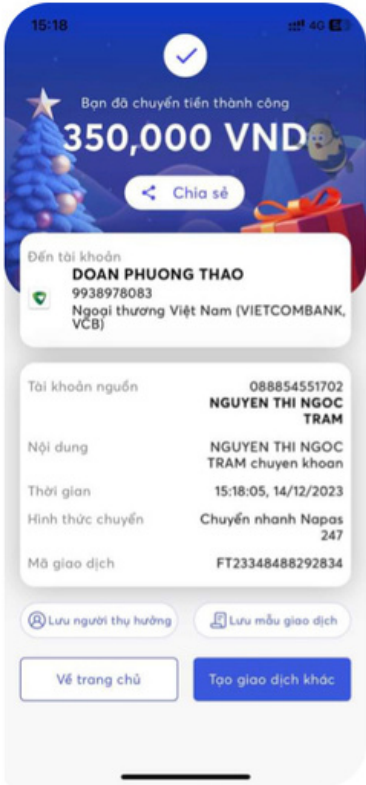 15:18
4G
Bạn đã chuyển tiền thành công
350,000 VND
Chia sẻ
Đến tài khoản
DOAN PHUONG THAO
9938978083
Ngoại thương Việt Nam (VIETCOMBANK,
VCB)
Tài khoản nguồn
088854551702
NGUYEN THI NGOC
TRAM
Nội dung
NGUYEN THI NGOC
TRAM chuyen khoan
Thời gian
15:18:05, 14/12/2023
Hình thức chuyển
Chuyển nhanh Napas
247
Mã giao dịch
FT23348488292834
Lưu người thụ hưởng
Lưu mẫu giao dịch
Về trang chủ
Tạo giao dịch khác